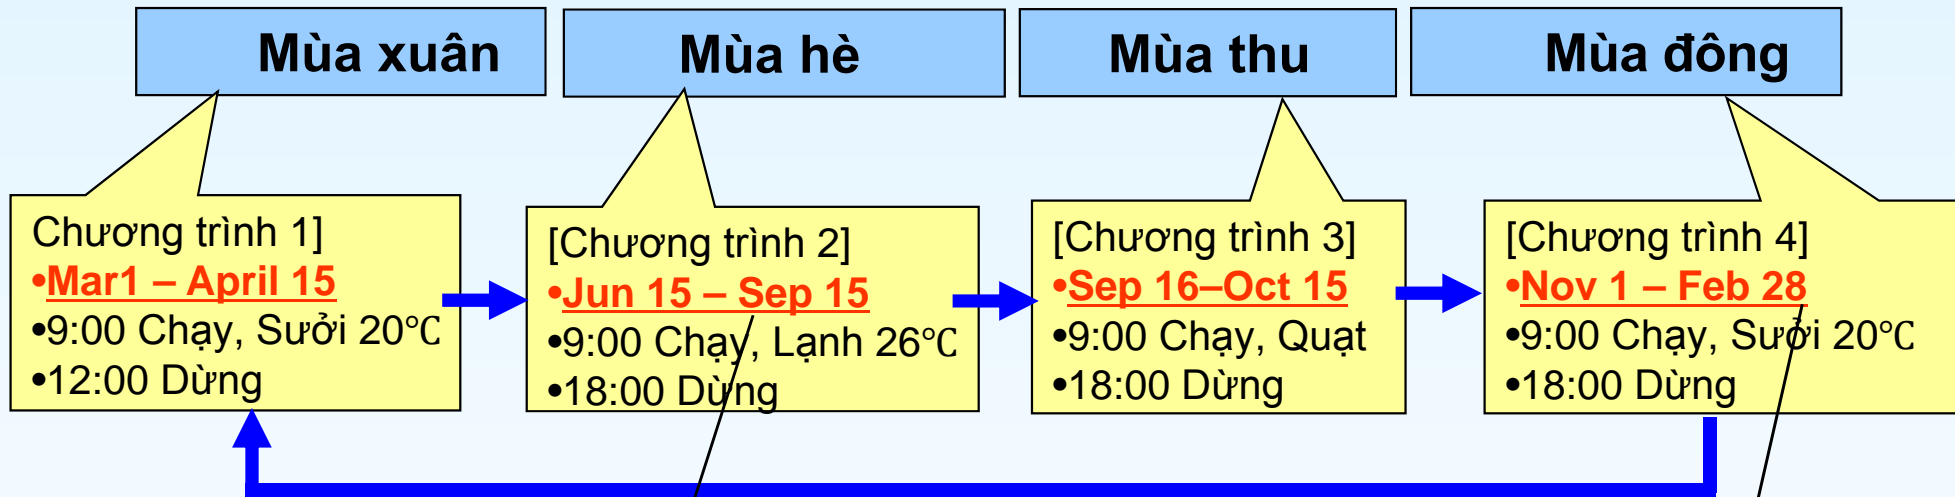 Mùa xuân
Mùa hè
Mùa thu
Mùa đông
Chương trình 1]
•Mar1 – April 15
•9:00 Chạy, Sưởi 20℃
•12:00 Dừng
[Chương trình 2]
•Jun 15 – Sep 15
•9:00 Chạy, Lạnh 26℃
•18:00 Dừng
[Chương trình 3]
•Sep 16–Oct 15
•9:00 Chạy, Quạt
•18:00 Dừng
[Chương trình 4]
•Nov 1 – Feb 28
•9:00 Chạy, Sưởi 20℃
•18:00 Dừng